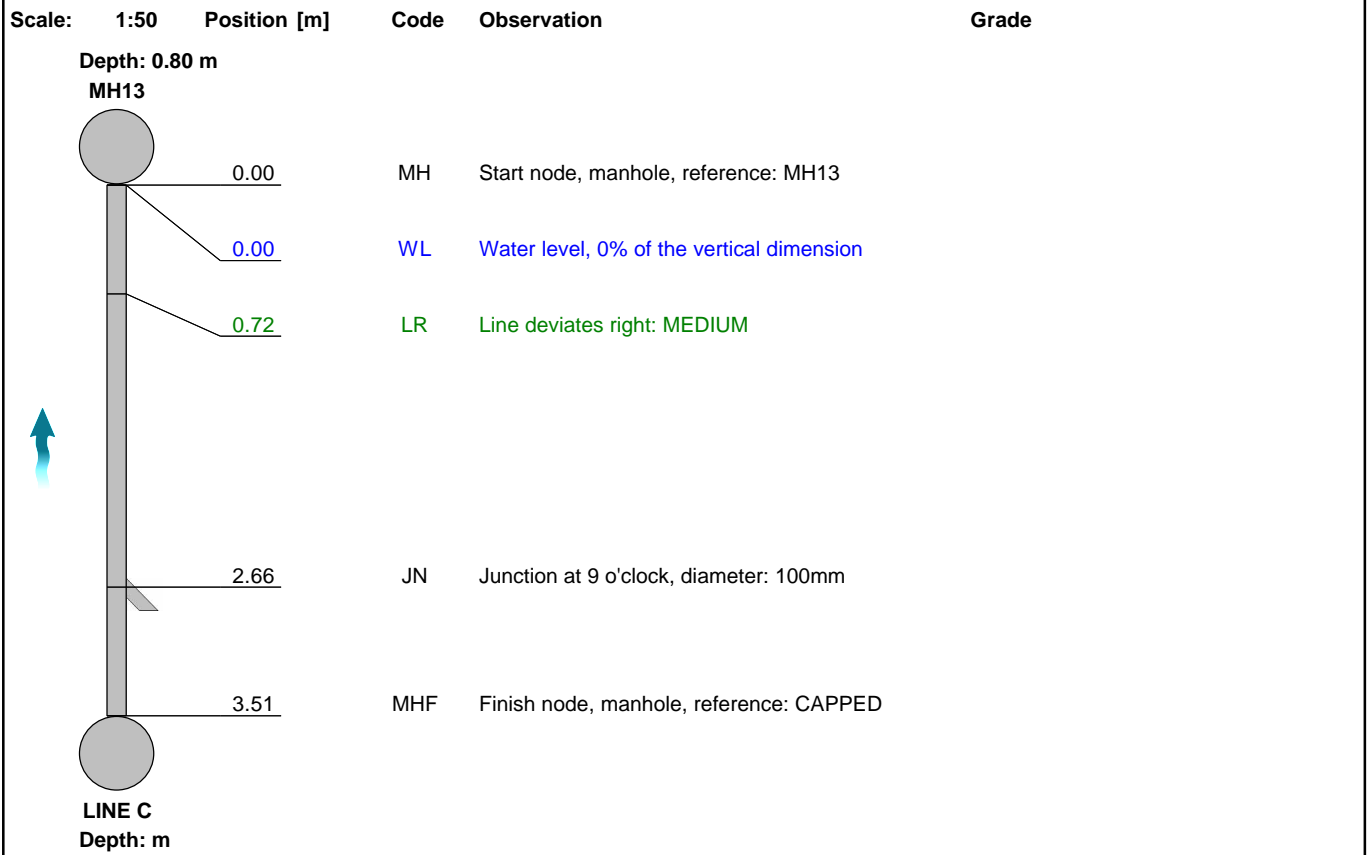 Scale: 1:50 Position [m] Code Observation Grade
Depth: 0.80 m
MH13
0.00 MH Start node, manhole, reference: MH13
0.00 WL Water level, 0% of the vertical dimension
0.72 LR Line deviates right: MEDIUM
2.66 JN Junction at 9 o'clock, diameter: 100mm
3.51 MHF Finish node, manhole, reference: CAPPED
LINE C
Depth: m